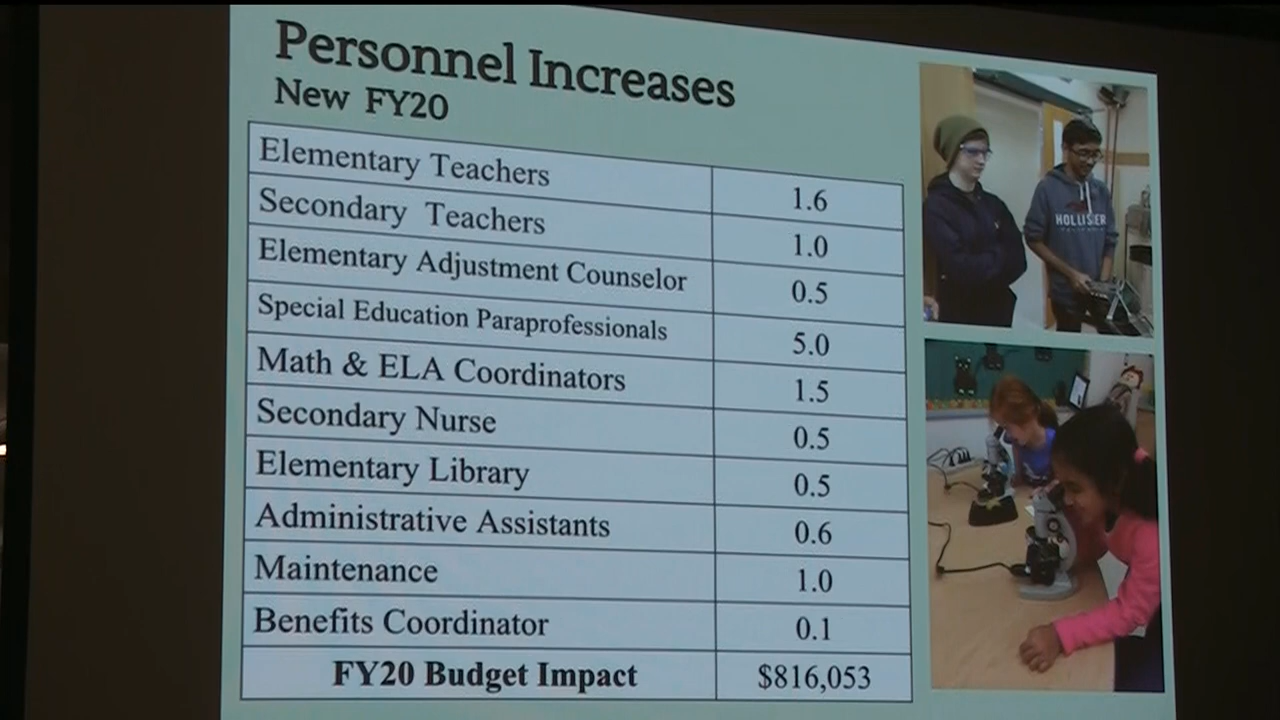 Personnel Increases
New FY20
Elementary Teachers 1.6
Secondary Teachers 1.0
Elementary Adjustment Counselor 0.5
Special Education Paraprofessionals 5.0
Math & ELA Coordinators 1.5
Secondary Nurse 0.5
Elementary Library 0.5
Administrative Assistants 0.6
Maintenance 1.0
Benefits Coordinator 0.1
FY20 Budget Impact $816,053
HOLLISTER